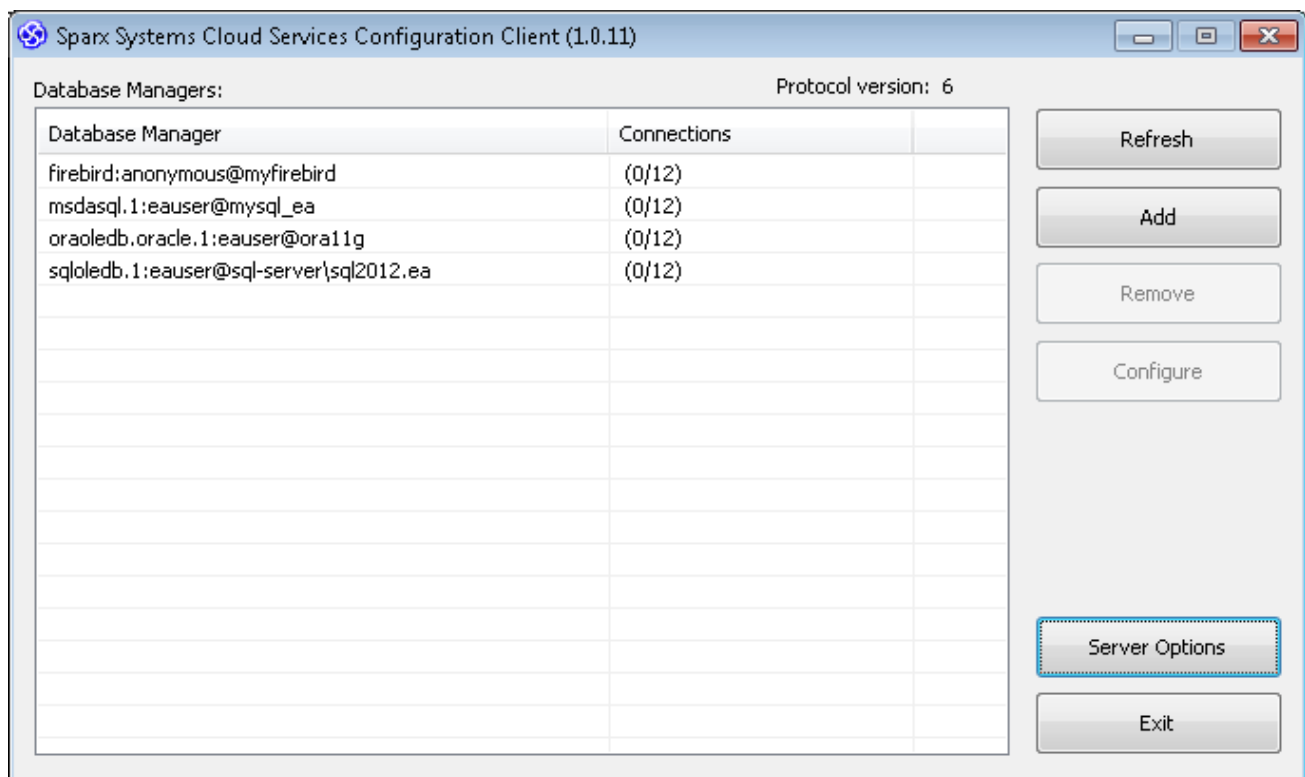 Sparx Systems Cloud Services Configuration Client (1.0.11)
Database Managers:
Protocol version: 6
Database Manager Connections
firebird:anonymous@myfirebird (0/12)
msdasql.1:eauser@mysql_ea (0/12)
oraoledb.oracle.1:eauser@ora11g (0/12)
sqloledb.1:eauser@sql-server\sql2012.ea (0/12)
Refresh
Add
Remove
Configure
Server Options
Exit